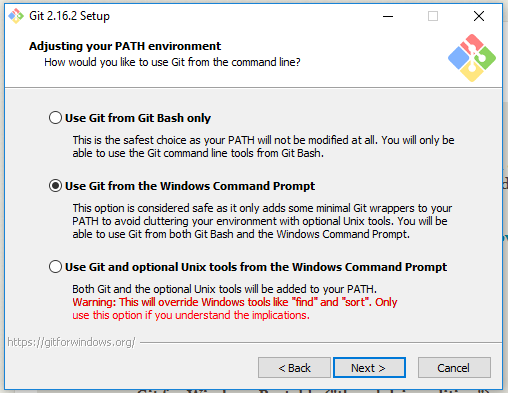 Git 2.16.2 Setup
Adjusting your PATH environment
How would you like to use Git from the command line?
Use Git from Git Bash only
This is the safest choice as your PATH will not be modified at all. You will only be
able to use the Git command line tools from Git Bash.
Use Git from the Windows Command Prompt
This option is considered safe as it only adds some minimal Git wrappers to your
PATH to avoid cluttering your environment with optional Unix tools. You will be
able to use Git from both Git Bash and the Windows Command Prompt.
Use Git and optional Unix tools from the Windows Command Prompt
Both Git and the optional Unix tools will be added to your PATH.
Warning: This will override Windows tools like "find" and "sort". Only
use this option if you understand the implications.
https://gitforwindows.org/
< Back
Next >
Cancel